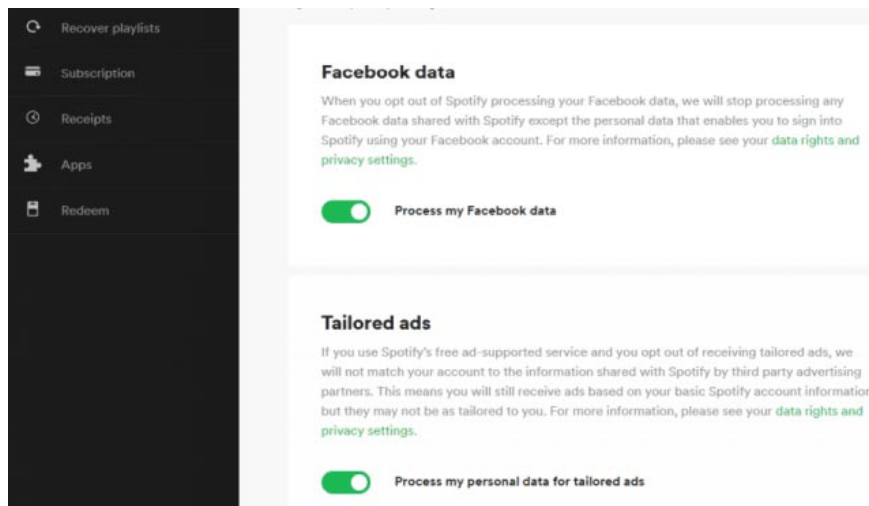 Recover playlists
Subscription
Receipts
Apps
Redeem
Facebook data
When you opt out of Spotify processing your Facebook data, we will stop processing any
Facebook data shared with Spotify except the personal data that enables you to sign into
Spotify using your Facebook account. For more information, please see your data rights and
privacy settings.
Process my Facebook data
Tailored ads
If you use Spotify's free ad-supported service and you opt out of receiving tailored ads, we
will not match your account to the information shared with Spotify by third party advertising
partners. This means you will still receive ads based on your basic Spotify account information
but they may not be as tailored to you. For more information, please see your data rights and
privacy settings.
Process my personal data for tailored ads